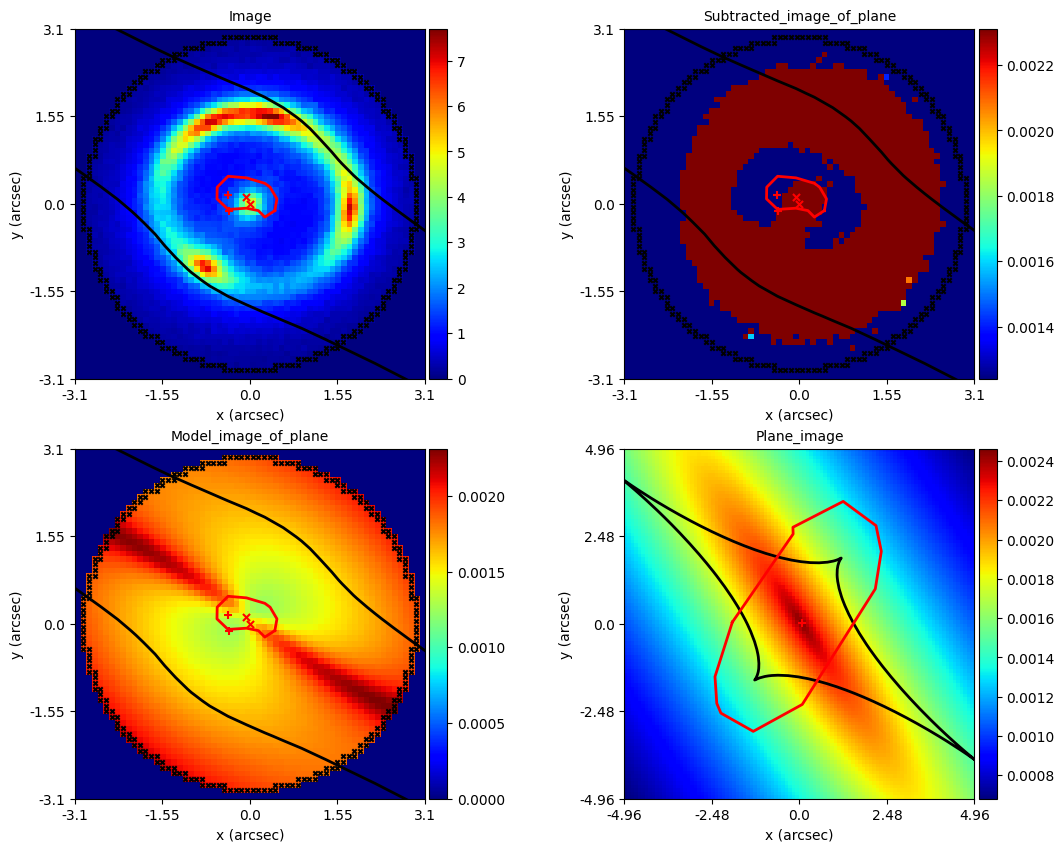 Image
3.1
1.55
0.0
-1.55
-3.1
y (arcsec)
-3.1 -1.55 0.0 1.55 3.1
x (arcsec)
7
6
5
4
3
2
1
0
Subtracted_image_of_plane
3.1
1.55
0.0
-1.55
-3.1
y (arcsec)
-3.1 -1.55 0.0 1.55 3.1
x (arcsec)
0.0022
0.0020
0.0018
0.0016
0.0014
Model_image_of_plane
3.1
1.55
0.0
-1.55
-3.1
y (arcsec)
-3.1 -1.55 0.0 1.55 3.1
x (arcsec)
0.0020
0.0015
0.0010
0.0005
0.0000
Plane_image
4.96
2.48
0.0
-2.48
-4.96
y (arcsec)
-4.96 -2.48 0.0 2.48 4.96
x (arcsec)
0.0024
0.0022
0.0020
0.0018
0.0016
0.0014
0.0012
0.0010
0.0008